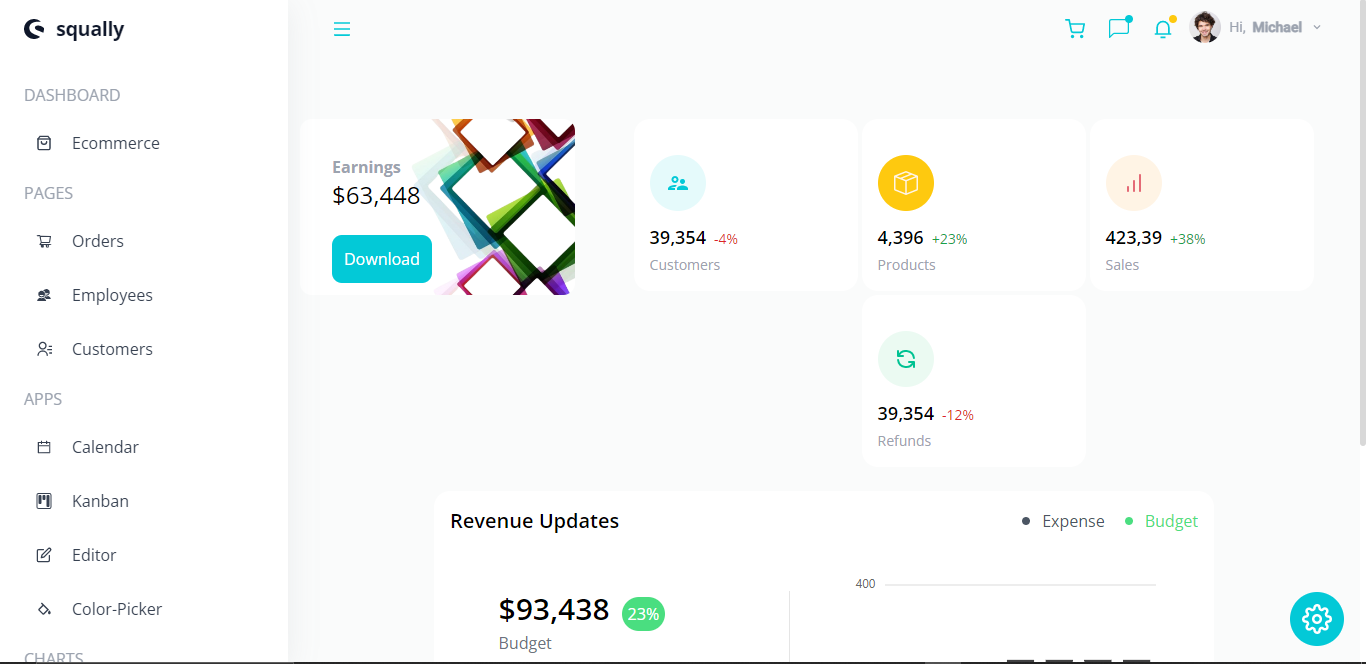 squally
Hi, Michael
DASHBOARD
Ecommerce
PAGES
Orders
Employees
Customers
APPS
Calendar
Kanban
Editor
Color-Picker
CHARTS
Earnings
$63,448
Download
39,354 -4%
Customers
4,396 +23%
Products
423,39 +38%
Sales
39,354 -12%
Refunds
Revenue Updates
Expense
Budget
$93,438 23%
Budget
400